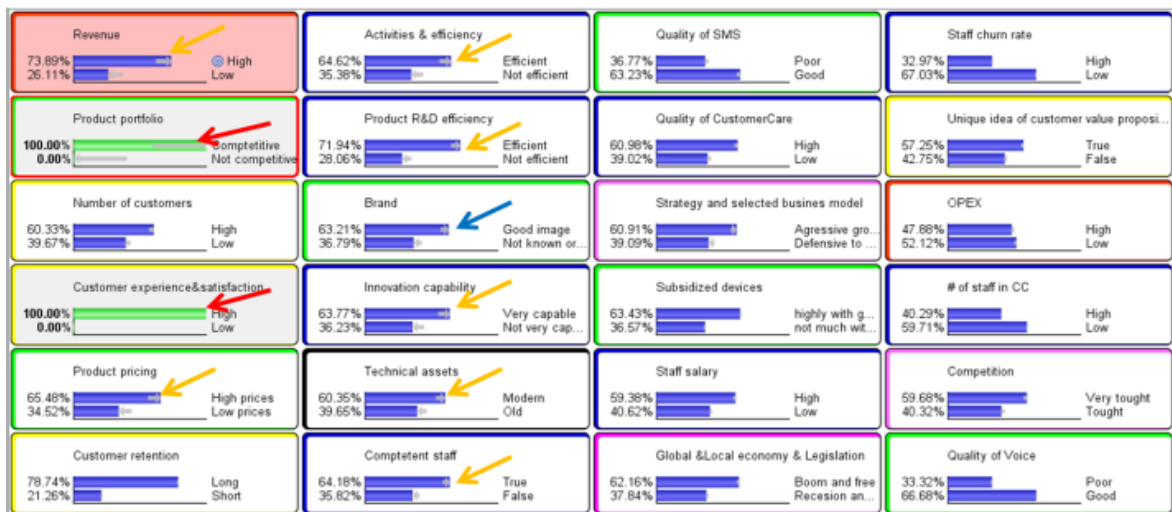 Revenue
73.89% High
26.11% Low
Activities & efficiency
64.62% Efficient
35.38% Not efficient
Quality of SMS
36.77% Poor
63.23% Good
Staff churn rate
32.97% High
67.03% Low
Product portfolio
100.00% Comptetitive
0.00% Not competitive
Product R&D efficiency
71.94% Efficient
28.06% Not efficient
Quality of CustomerCare
60.98% High
39.02% Low
Unique idea of customer value proposi...
57.25% True
42.75% False
Number of customers
60.33% High
39.67% Low
Brand
63.21% Good image
36.79% Not known or...
Strategy and selected busines model
60.91% Agressive gro...
39.09% Defensive to ...
OPEX
47.88% High
52.12% Low
Customer experience&satisfaction
100.00% High
0.00% Low
Innovation capability
63.77% Very capable
36.23% Not very cap...
Subsidized devices
63.43% highly with g...
36.57% not much wit...
# of staff in CC
40.29% High
59.71% Low
Product pricing
65.48% High prices
34.52% Low prices
Technical assets
60.35% Modern
39.65% Old
Staff salary
59.38% High
40.62% Low
Competition
59.68% Very tought
40.32% Tought
Customer retention
78.74% Long
21.26% Short
Comptetent staff
64.18% True
35.82% False
Global &Local economy & Legislation
62.16% Boom and free
37.84% Recesion an...
Quality of Voice
33.32% Poor
66.68% Good